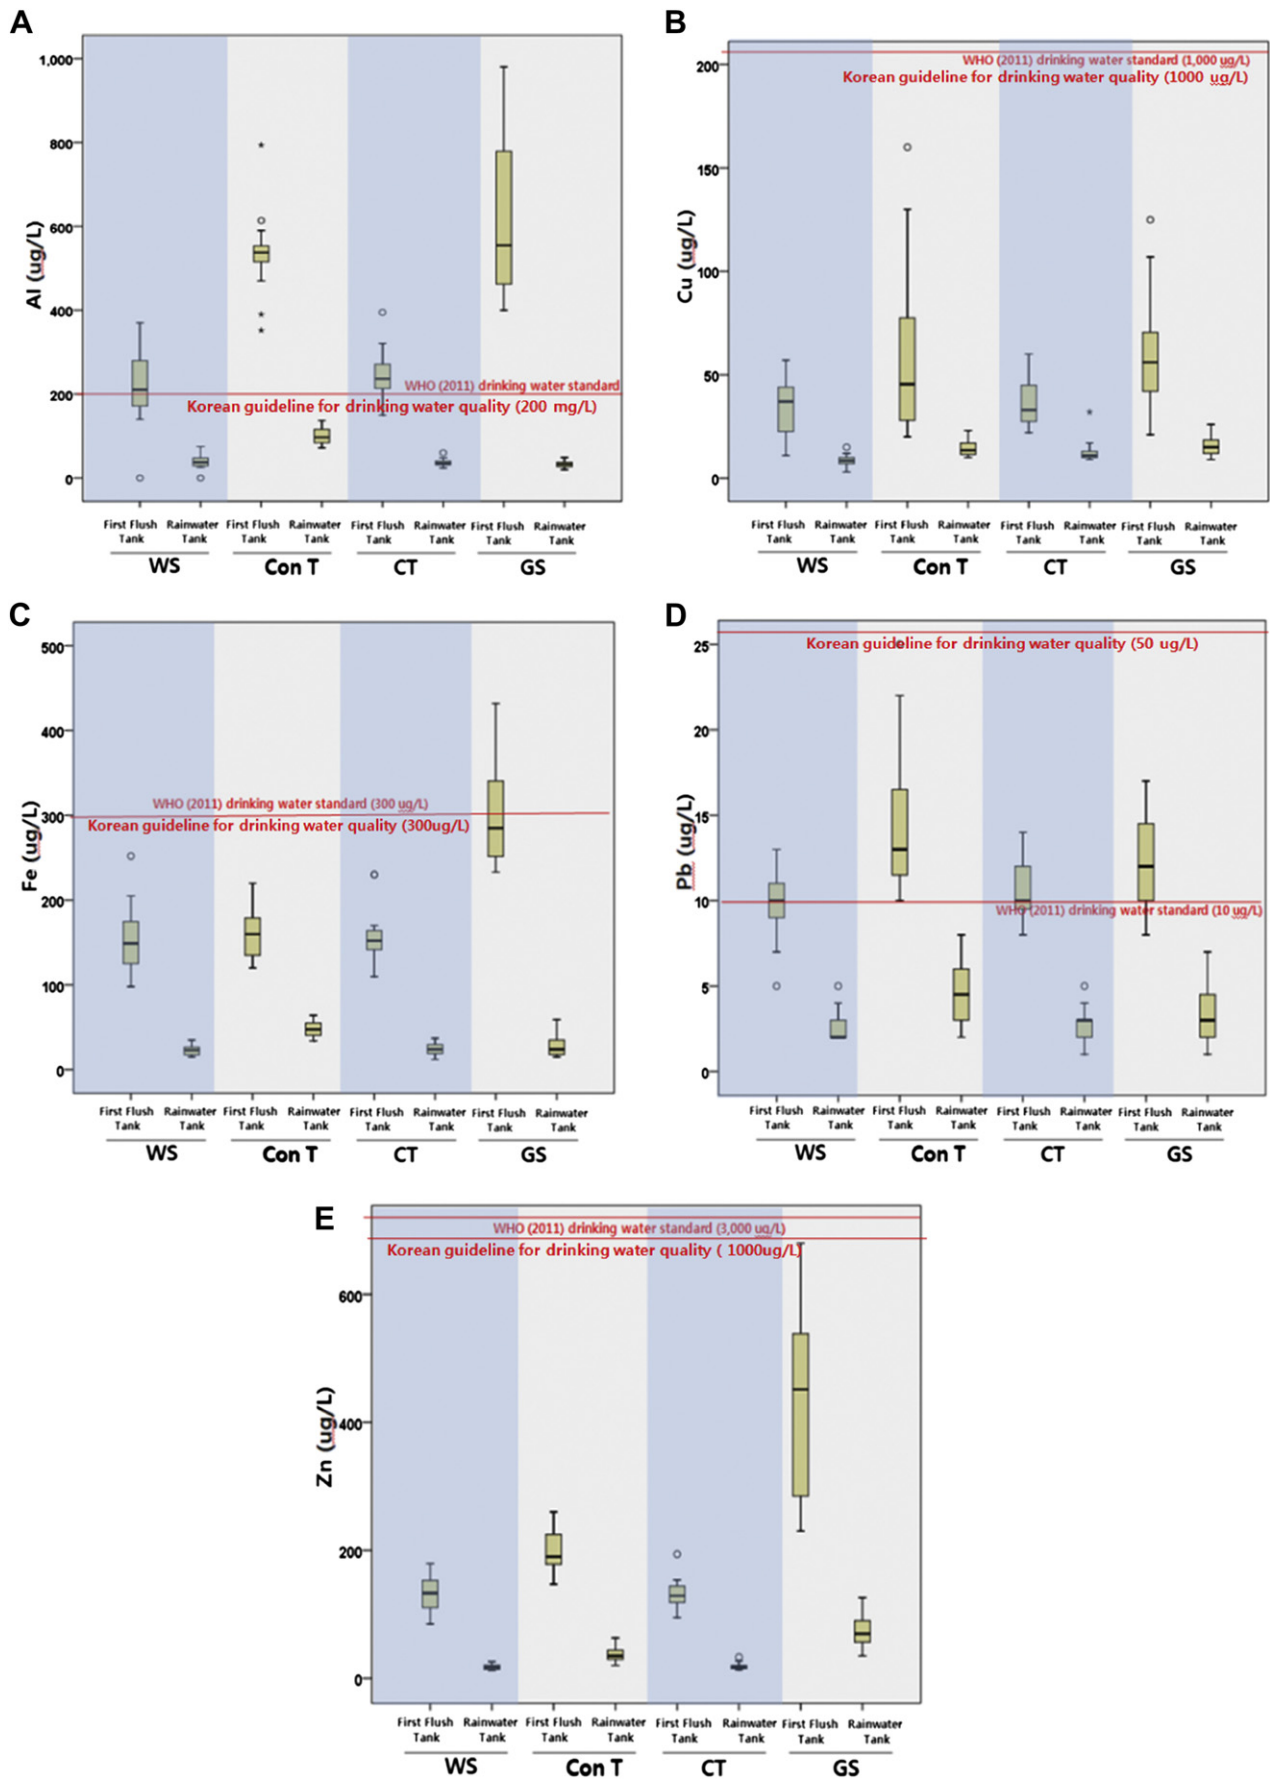 A
B
1,000
800
600
400
200
0
Al (ug/L)
WHO (2011) drinking water standard
Korean guideline for drinking water quality (200 mg/L)
First Flush Tank
Rainwater Tank
First Flush Tank
Rainwater Tank
First Flush Tank
Rainwater Tank
First Flush Tank
Rainwater Tank
WS
Con T
CT
GS
WHO (2011) drinking water standard (1,000 ug/L)
Korean guideline for drinking water quality (1000 ug/L)
200
150
100
50
0
Cu (ug/L)
First Flush Tank
Rainwater Tank
First Flush Tank
Rainwater Tank
First Flush Tank
Rainwater Tank
First Flush Tank
Rainwater Tank
WS
Con T
CT
GS
C
D
500
400
300
200
100
0
Fe (ug/L)
WHO (2011) drinking water standard (300 ug/L)
Korean guideline for drinking water quality (300ug/L)
First Flush Tank
Rainwater Tank
First Flush Tank
Rainwater Tank
First Flush Tank
Rainwater Tank
First Flush Tank
Rainwater Tank
WS
Con T
CT
GS
Korean guideline for drinking water quality (50 ug/L)
25
20
15
10
5
0
Pb (ug/L)
WHO (2011) drinking water standard (10 ug/L)
First Flush Tank
Rainwater Tank
First Flush Tank
Rainwater Tank
First Flush Tank
Rainwater Tank
First Flush Tank
Rainwater Tank
WS
Con T
CT
GS
E
WHO (2011) drinking water standard (3,000 ug/L)
Korean guideline for drinking water quality ( 1000ug/L)
600
400
200
0
Zn (ug/L)
First Flush Tank
Rainwater Tank
First Flush Tank
Rainwater Tank
First Flush Tank
Rainwater Tank
First Flush Tank
Rainwater Tank
WS
Con T
CT
GS